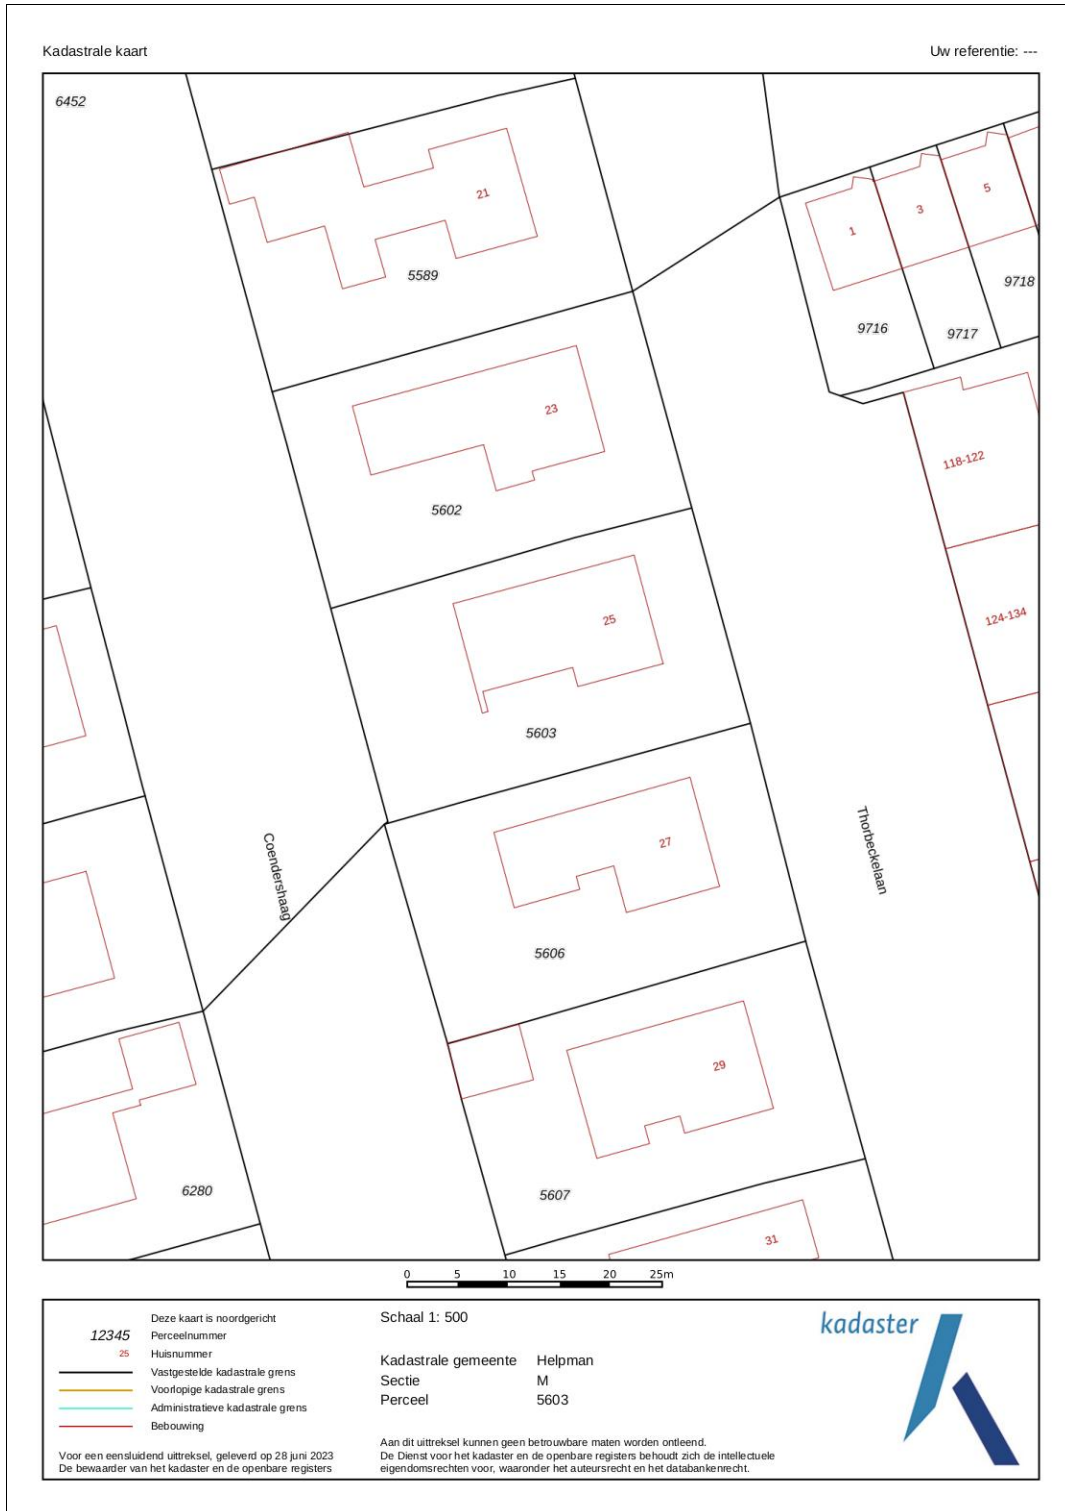 Kadastrale kaart
Uw referentie: ---
6452
21
5589
1
3
5
9716
9717
9718
23
5602
118-122
25
5603
124-134
Coendershaag
Thorbeckelaan
27
5606
29
5607
6280
31
0 5 10 15 20 25m
Deze kaart is noordgericht
12345 Perceelnummer
25 Huisnummer
Vastgestelde kadastrale grens
Voorlopige kadastrale grens
Administratieve kadastrale grens
Bebouwing
Voor een eensluidend uittreksel, geleverd op 28 juni 2023
De bewaarder van het kadaster en de openbare registers
Schaal 1: 500
Kadastrale gemeente Helpman
Sectie M
Perceel 5603
Aan dit uittreksel kunnen geen betrouwbare maten worden ontleend.
De Dienst voor het kadaster en de openbare registers behoudt zich de intellectuele
eigendomsrechten voor, waaronder het auteursrecht en het databankenrecht.
kadaster